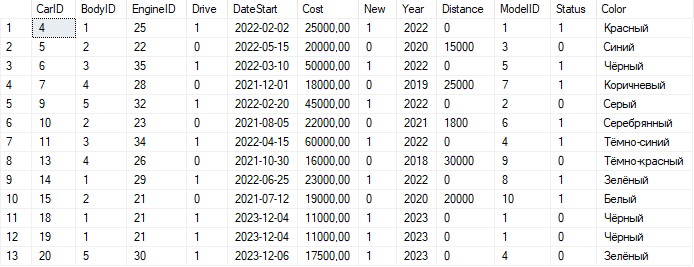 CarID BodyID EngineID Drive DateStart Cost New Year Distance ModelID Status Color
1 4 1 25 1 2022-02-02 25000,00 1 2022 0 1 1 Красный
2 5 2 22 0 2022-05-15 20000,00 0 2020 15000 3 0 Синий
3 6 3 35 1 2022-03-10 50000,00 1 2022 0 5 1 Чёрный
4 7 4 28 0 2021-12-01 18000,00 0 2019 25000 7 1 Коричневый
5 9 5 32 1 2022-02-20 45000,00 1 2022 0 2 0 Серый
6 10 2 23 0 2021-08-05 22000,00 0 2021 1800 6 1 Серебрянный
7 11 3 34 1 2022-04-15 60000,00 1 2022 0 4 1 Тёмно-синий
8 13 4 26 0 2021-10-30 16000,00 0 2018 30000 9 0 Тёмно-красный
9 14 1 29 1 2022-06-25 23000,00 1 2022 0 8 1 Зелёный
10 15 2 21 0 2021-07-12 19000,00 0 2020 20000 10 1 Белый
11 18 1 21 1 2023-12-04 11000,00 1 2023 0 1 0 Чёрный
12 19 1 21 1 2023-12-04 11000,00 1 2023 0 1 0 Чёрный
13 20 5 30 1 2023-12-06 17500,00 1 2023 0 4 0 Зелёный